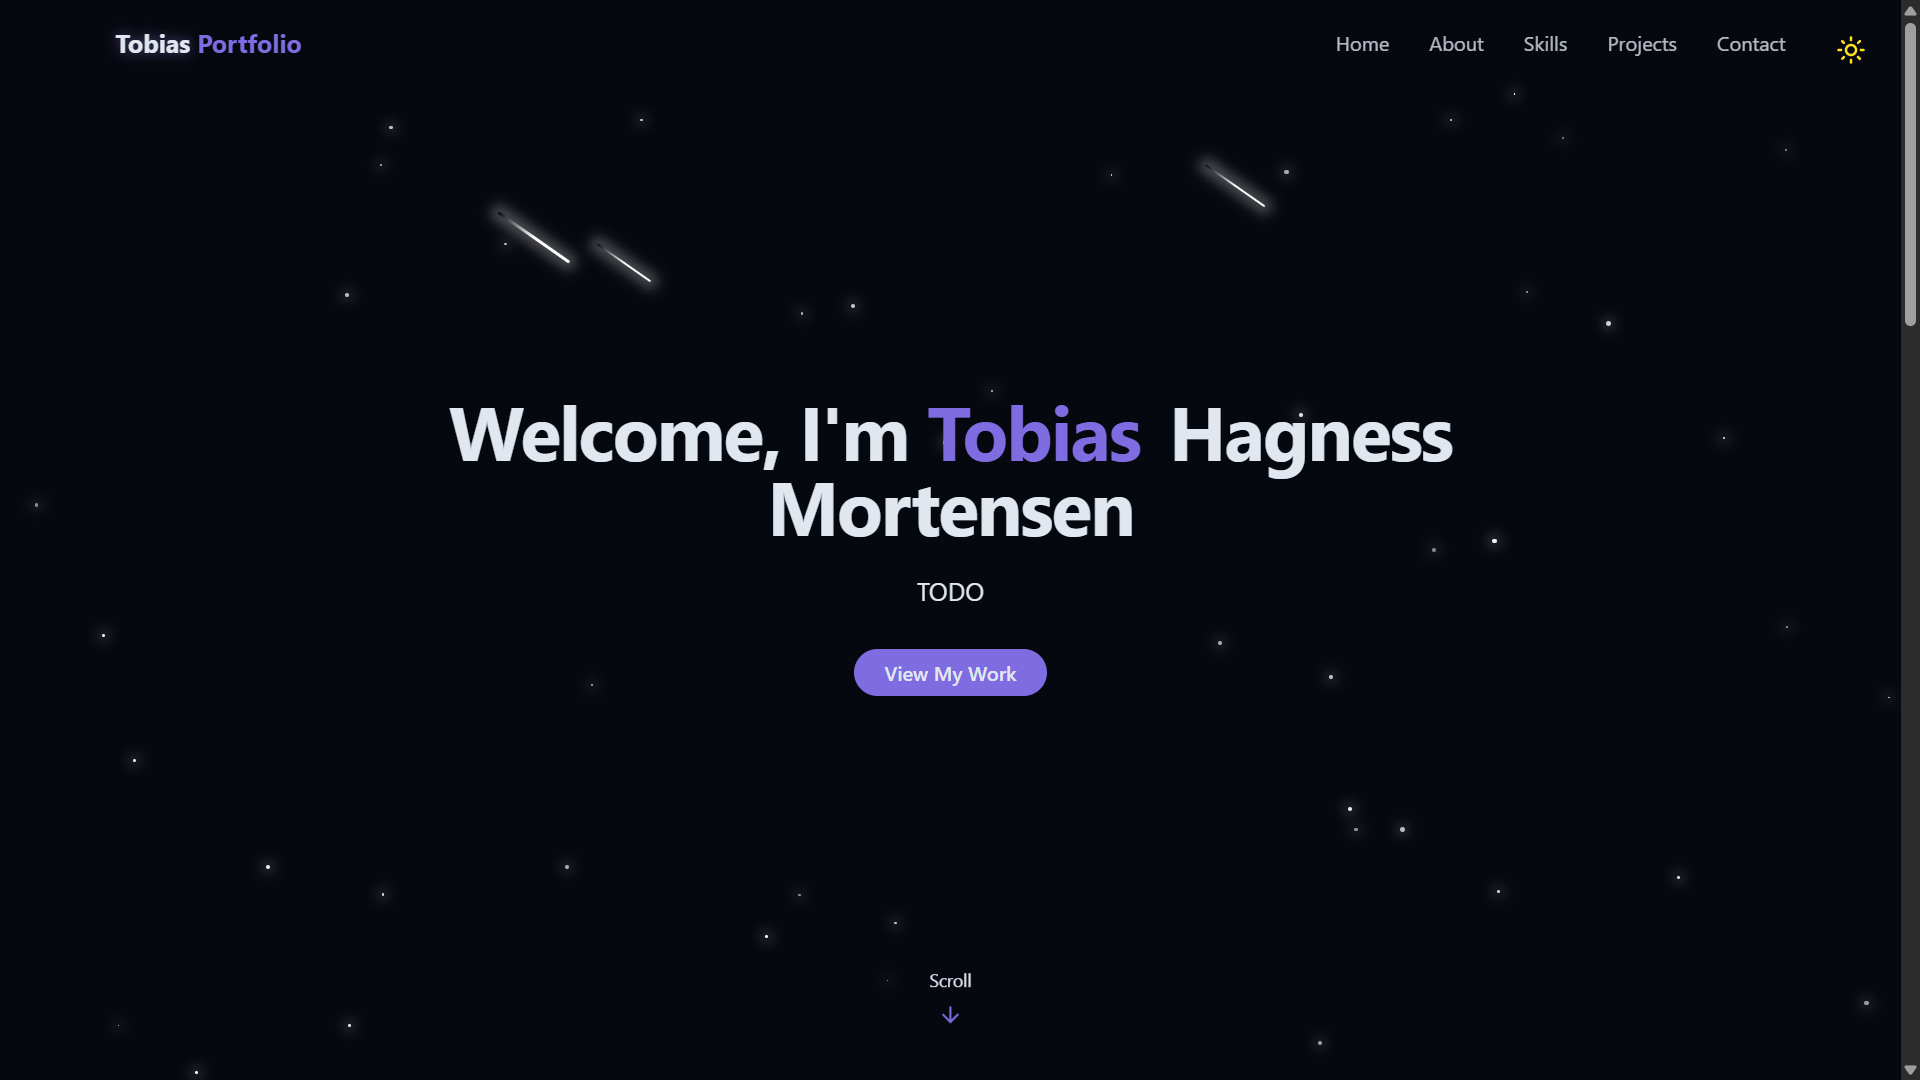 Tobias Portfolio
Home About Skills Projects Contact
Welcome, I'm Tobias Hagness
Mortensen
TODO
View My Work
Scroll